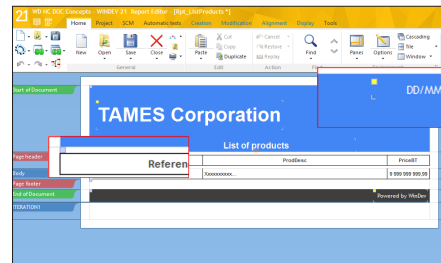 21 WD HC DOC Concepts - WINDEV 21 Report Editor - [Rpt_ListProducts *]
Home Project SCM Automatic tests Creation Modification Alignment Display Tools
New Open Save Close Paste Cut Copy Duplicate Cancel Restore Replay Find Panes Options Cascading Tile Window
General Edit Action
Start of Document
DD/MM
TAMES Corporation
List of products
Referen
Page header
ProdDesc PriceBT
Body
Xxxxxxxxxx... 9 999 999 999,99
Page footer
End of Document
Powered by WinDev
ITERATION1